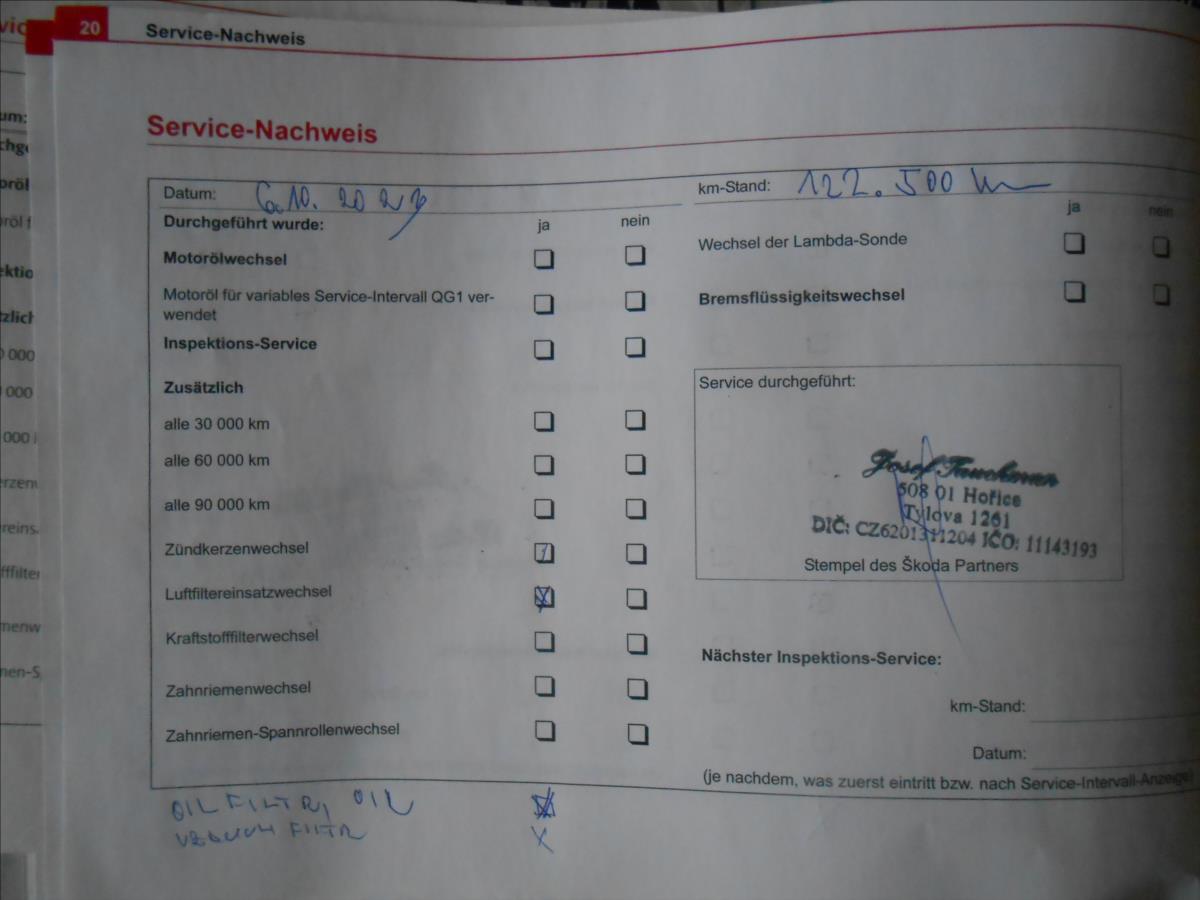 20 Service-Nachweis
Service-Nachweis
Datum: 6.10.2023
km-Stand: 122.500 km
Durchgeführt wurde: ja nein
Motorölwechsel
Motoröl für variables Service-Intervall QG1 ver-
wendet
Inspektions-Service
Zusätzlich
alle 30 000 km
alle 60 000 km
alle 90 000 km
Zündkerzenwechsel
Luftfiltereinsatzwechsel
Kraftstofffilterwechsel
Zahnriemenwechsel
Zahnriemen-Spannrollenwechsel
OIL FILTR, OIL
VZDUCH FILTR
ja nein
Wechsel der Lambda-Sonde
Bremsflüssigkeitswechsel
Service durchgeführt:
Josef Tauchman
508 01 Hořice
Tylova 1261
DIČ: CZ6201311204 IČO: 11143193
Stempel des Škoda Partners
Nächster Inspektions-Service:
km-Stand:
Datum:
(je nachdem, was zuerst eintritt bzw. nach Service-Intervall-Anzeige)